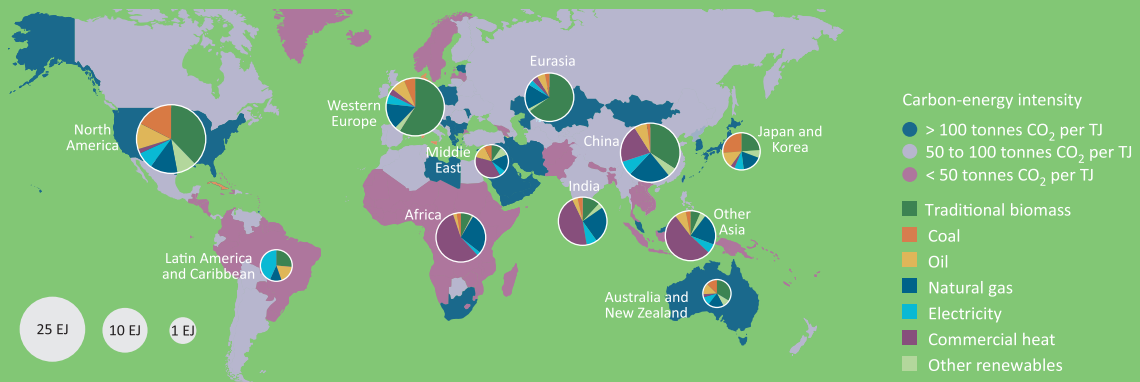 Eurasia
Western
Europe
North
America
China
Japan and
Korea
Middle
East
India
Africa
Other
Asia
Latin America
and Caribbean
Australia and
New Zealand
25 EJ
10 EJ
1 EJ
Carbon-energy intensity
> 100 tonnes CO₂ per TJ
50 to 100 tonnes CO₂ per TJ
< 50 tonnes CO₂ per TJ
Traditional biomass
Coal
Oil
Natural gas
Electricity
Commercial heat
Other renewables